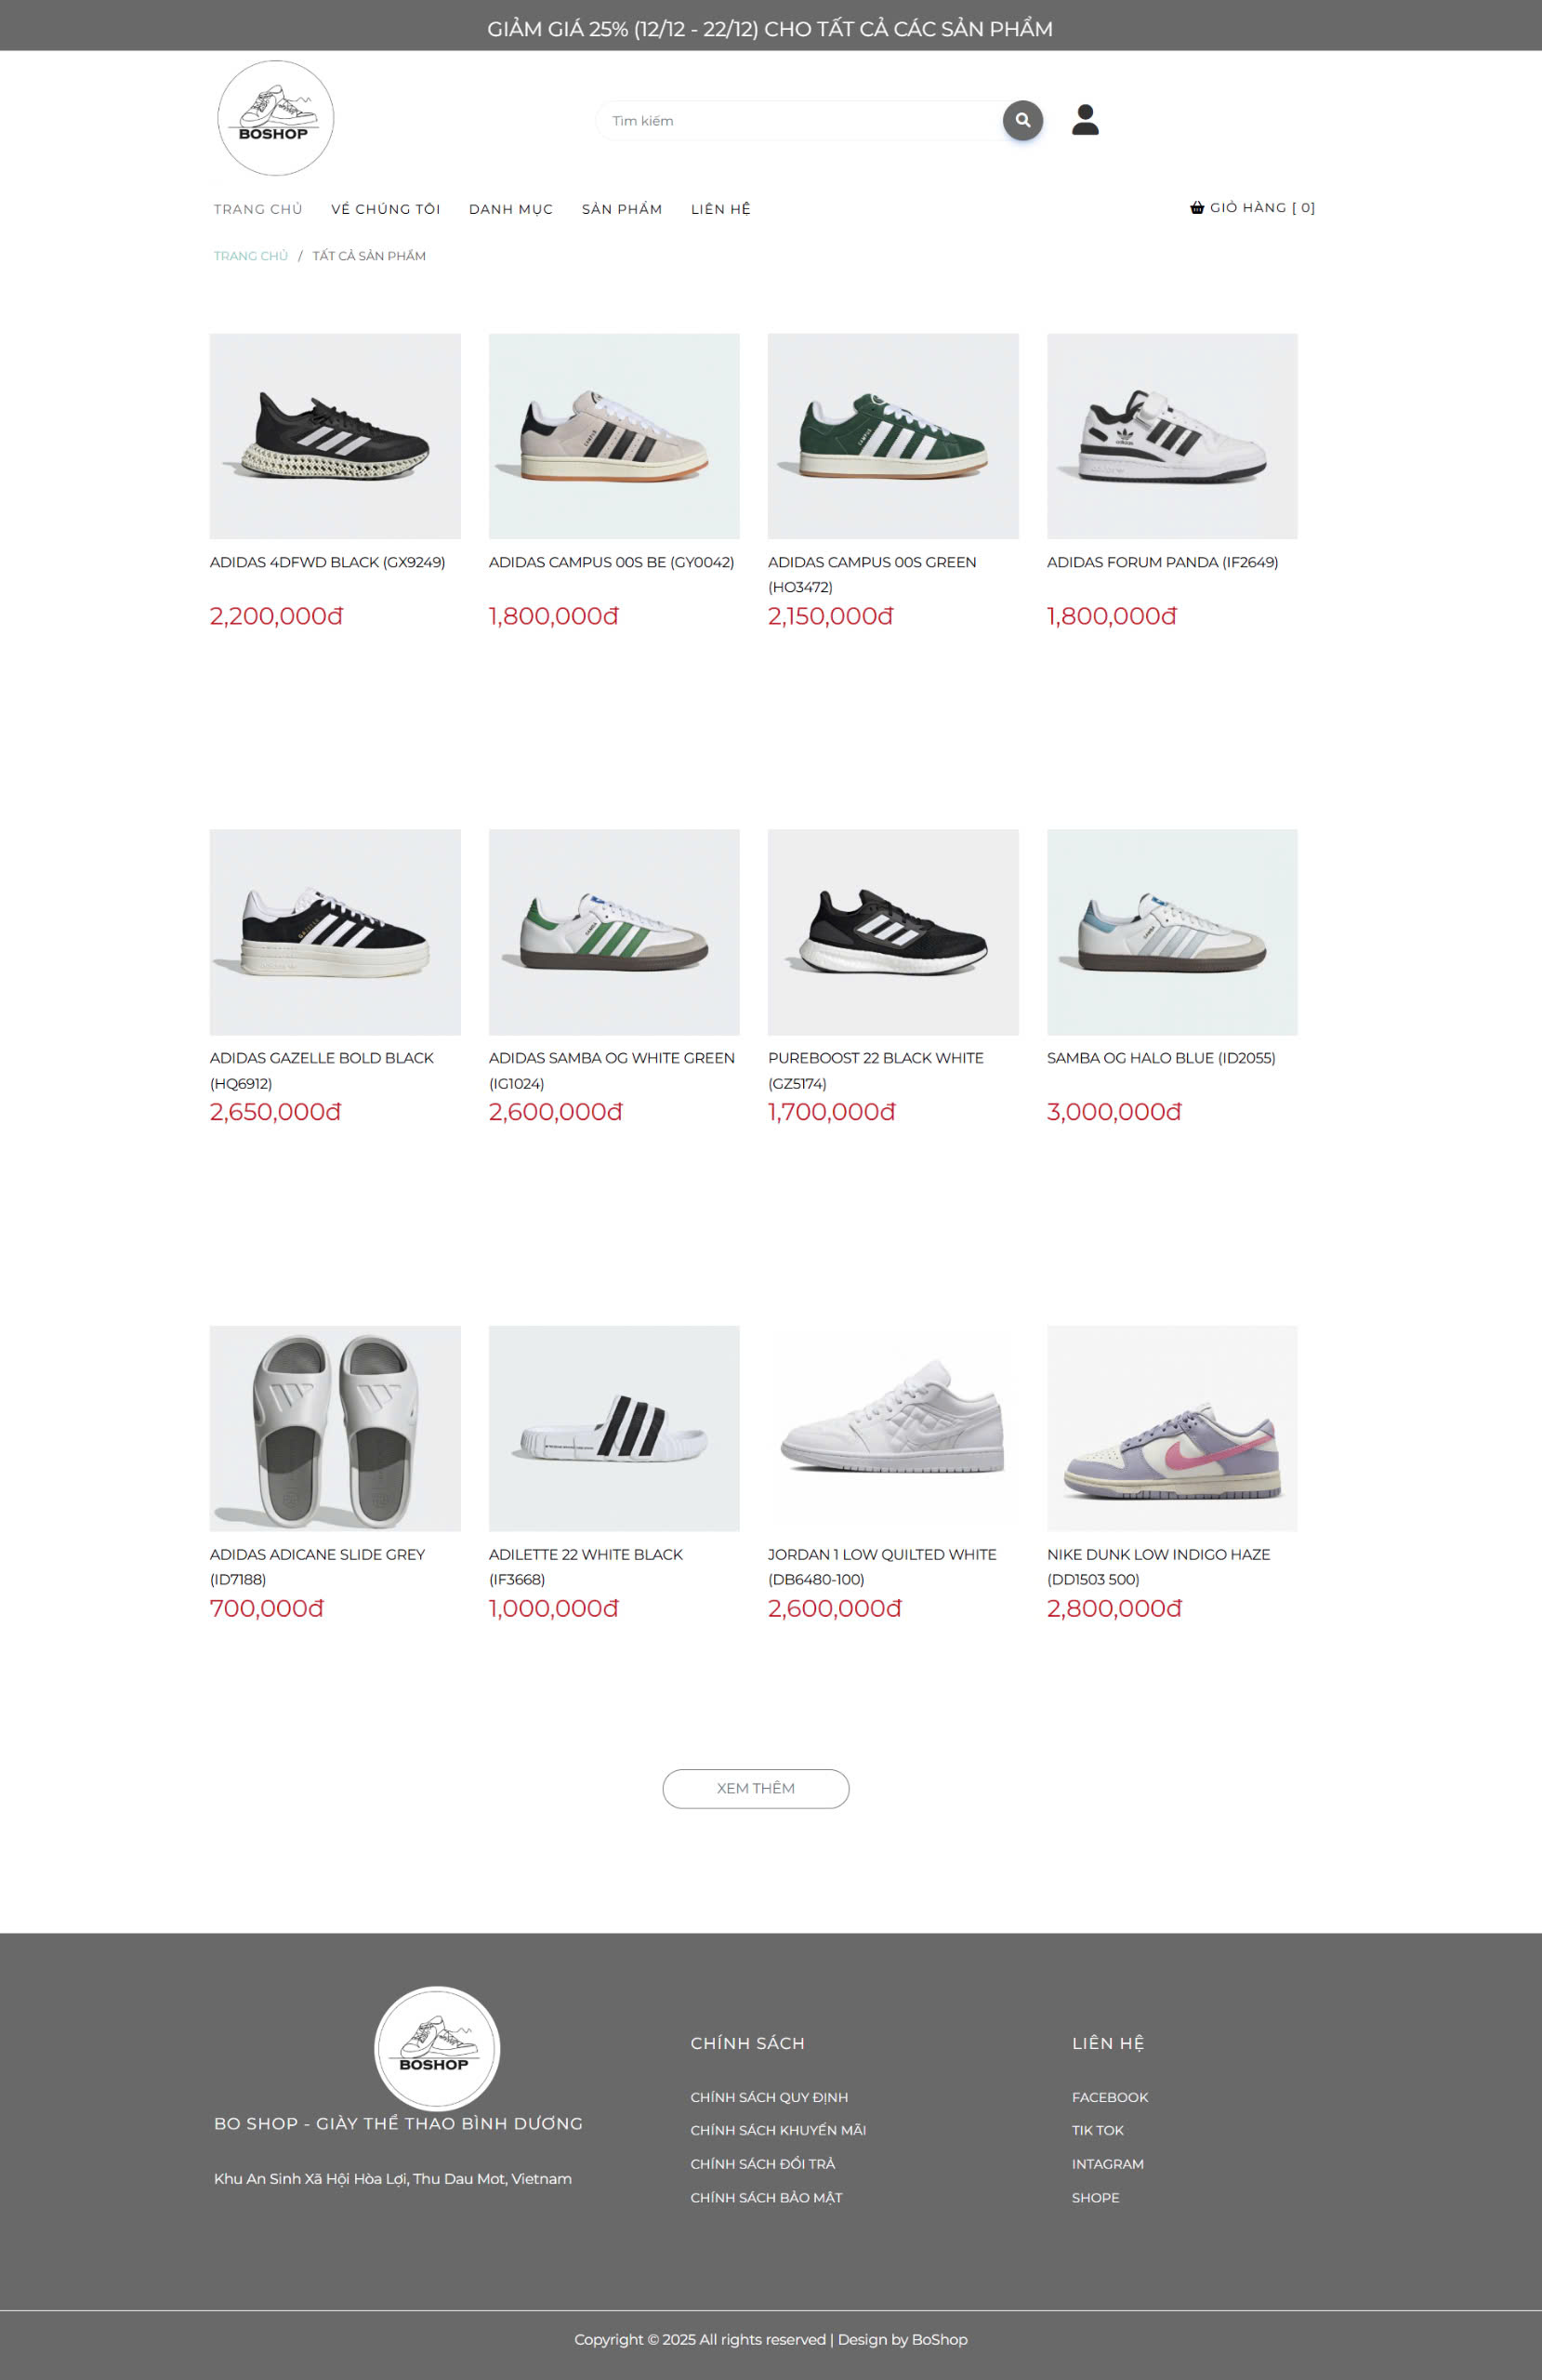 GIẢM GIÁ 25% (12/12 - 22/12) CHO TẤT CẢ CÁC SẢN PHẨM
BOSHOP
Tìm kiếm
TRANG CHỦ VỀ CHÚNG TÔI DANH MỤC SẢN PHẨM LIÊN HỆ GIỎ HÀNG [ 0]
TRANG CHỦ / TẤT CẢ SẢN PHẨM
ADIDAS 4DFWD BLACK (GX9249)
2,200,000đ
ADIDAS CAMPUS 00S BE (GY0042)
1,800,000đ
ADIDAS CAMPUS 00S GREEN
(HO3472)
2,150,000đ
ADIDAS FORUM PANDA (IF2649)
1,800,000đ
ADIDAS GAZELLE BOLD BLACK
(HQ6912)
2,650,000đ
ADIDAS SAMBA OG WHITE GREEN
(IG1024)
2,600,000đ
PUREBOOST 22 BLACK WHITE
(GZ5174)
1,700,000đ
SAMBA OG HALO BLUE (ID2055)
3,000,000đ
ADIDAS ADICANE SLIDE GREY
(ID7188)
700,000đ
ADILETTE 22 WHITE BLACK
(IF3668)
1,000,000đ
JORDAN 1 LOW QUILTED WHITE
(DB6480-100)
2,600,000đ
NIKE DUNK LOW INDIGO HAZE
(DD1503 500)
2,800,000đ
XEM THÊM
BOSHOP
BO SHOP - GIÀY THỂ THAO BÌNH DƯƠNG
Khu An Sinh Xã Hội Hòa Lợi, Thu Dau Mot, Vietnam
CHÍNH SÁCH
CHÍNH SÁCH QUY ĐỊNH
CHÍNH SÁCH KHUYẾN MÃI
CHÍNH SÁCH ĐỔI TRẢ
CHÍNH SÁCH BẢO MẬT
LIÊN HỆ
FACEBOOK
TIK TOK
INTAGRAM
SHOPE
Copyright © 2025 All rights reserved | Design by BoShop